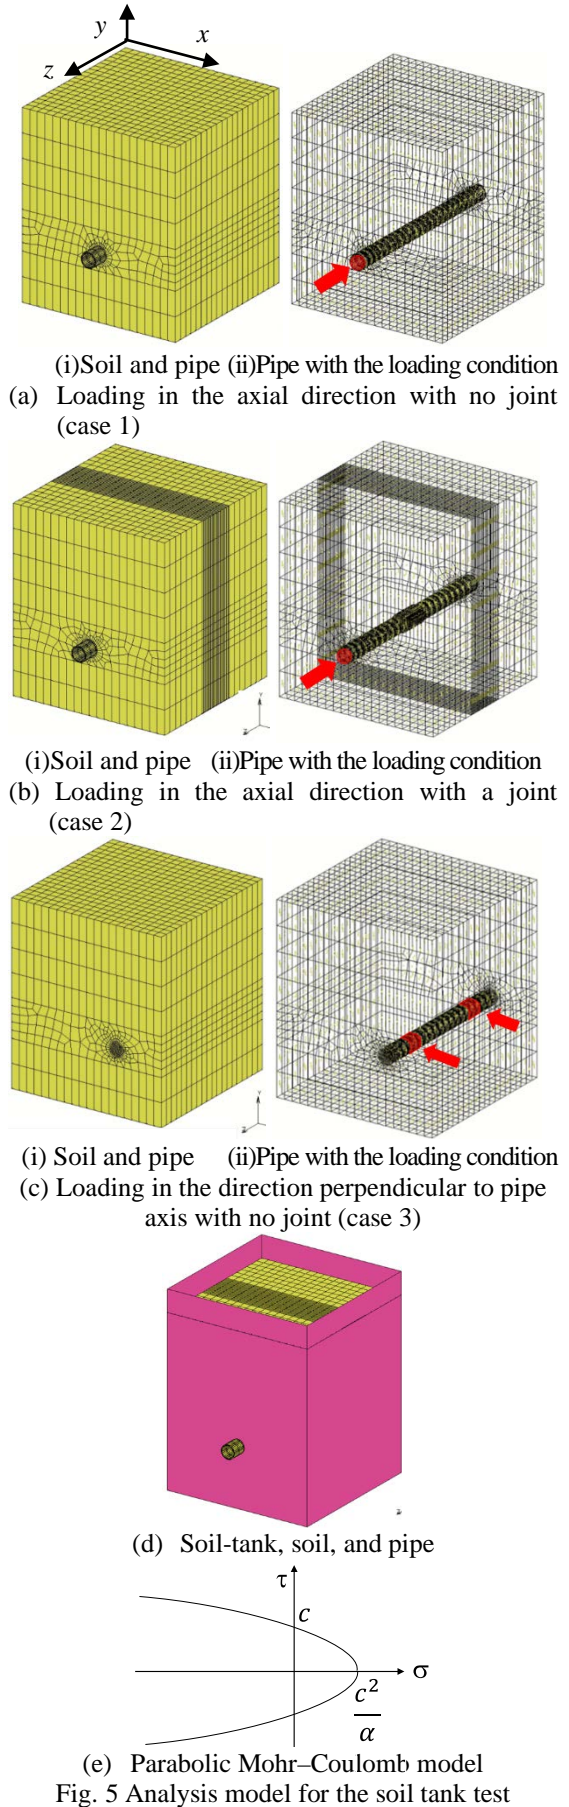 y
x
z
(i)Soil and pipe (ii)Pipe with the loading condition
(a) Loading in the axial direction with no joint
(case 1)
(i)Soil and pipe (ii)Pipe with the loading condition
(b) Loading in the axial direction with a joint
(case 2)
(i) Soil and pipe (ii)Pipe with the loading condition
(c) Loading in the direction perpendicular to pipe
axis with no joint (case 3)
(d) Soil-tank, soil, and pipe
τ
c
σ
c²
α
(e) Parabolic Mohr–Coulomb model
Fig. 5 Analysis model for the soil tank test